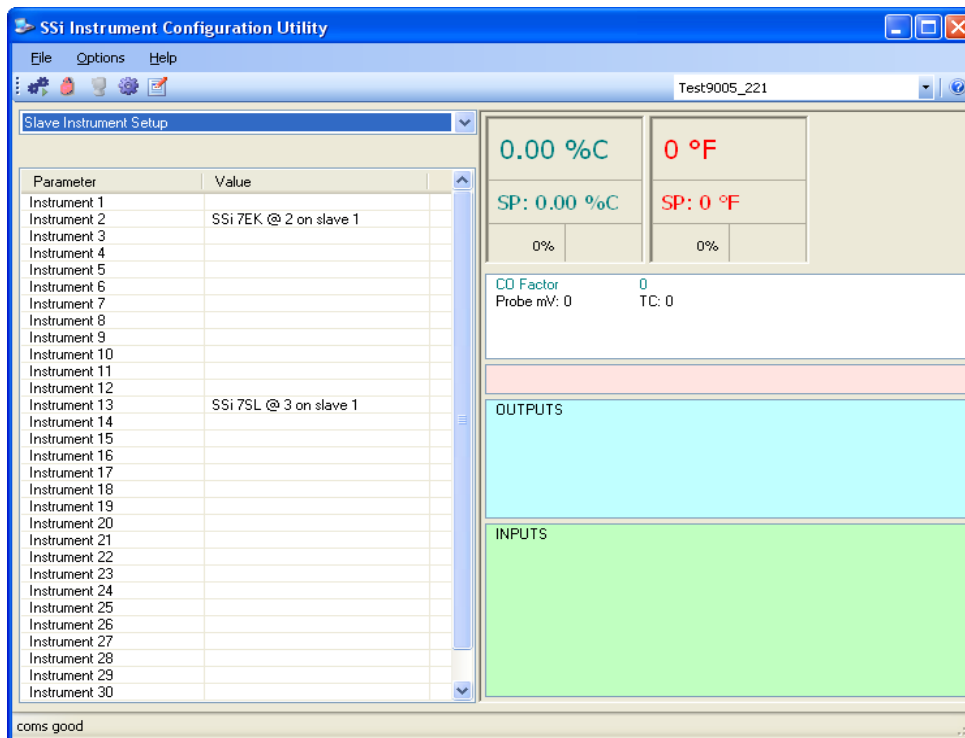 SSi Instrument Configuration Utility
File Options Help
Test9005_221
Slave Instrument Setup
Parameter Value
Instrument 1
Instrument 2 SSi 7EK @ 2 on slave 1
Instrument 3
Instrument 4
Instrument 5
Instrument 6
Instrument 7
Instrument 8
Instrument 9
Instrument 10
Instrument 11
Instrument 12
Instrument 13 SSi 7SL @ 3 on slave 1
Instrument 14
Instrument 15
Instrument 16
Instrument 17
Instrument 18
Instrument 19
Instrument 20
Instrument 21
Instrument 22
Instrument 23
Instrument 24
Instrument 25
Instrument 26
Instrument 27
Instrument 28
Instrument 29
Instrument 30
0.00 %C
SP: 0.00 %C
0%
0 °F
SP: 0 °F
0%
CO Factor 0
Probe mV: 0 TC: 0
OUTPUTS
INPUTS
coms good